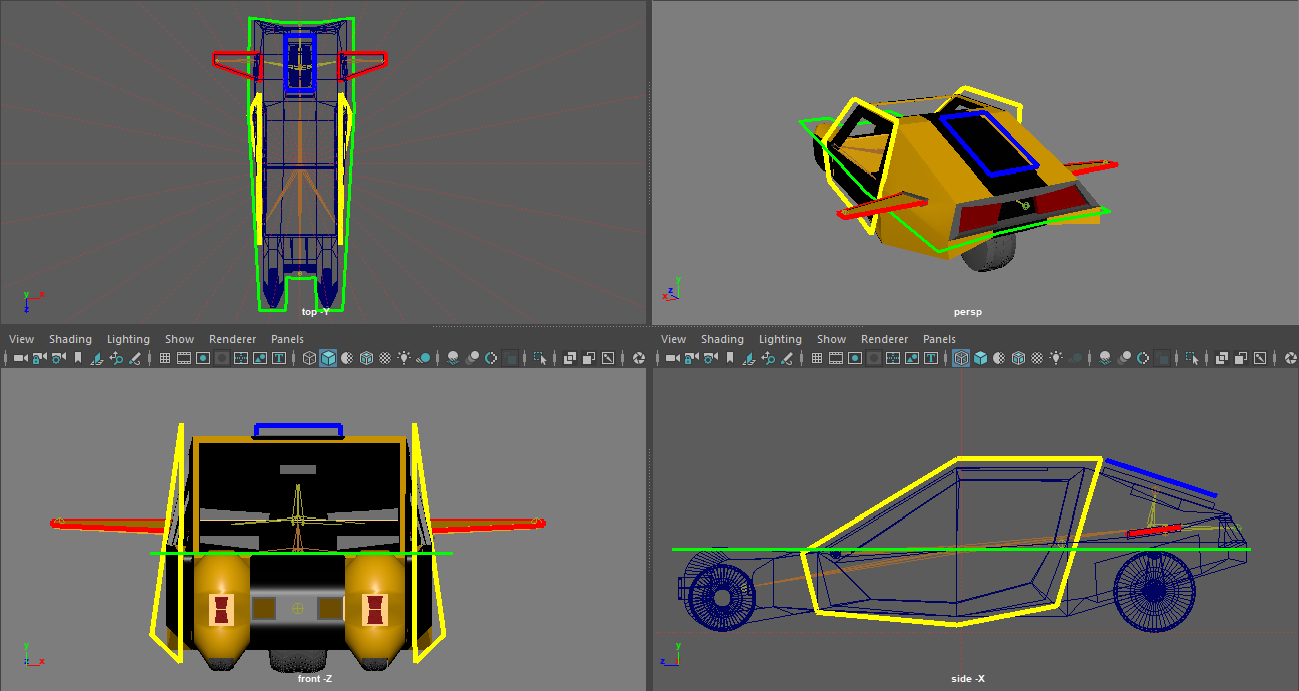 top -Y
persp
View Shading Lighting Show Renderer Panels
View Shading Lighting Show Renderer Panels
front -Z
side -X